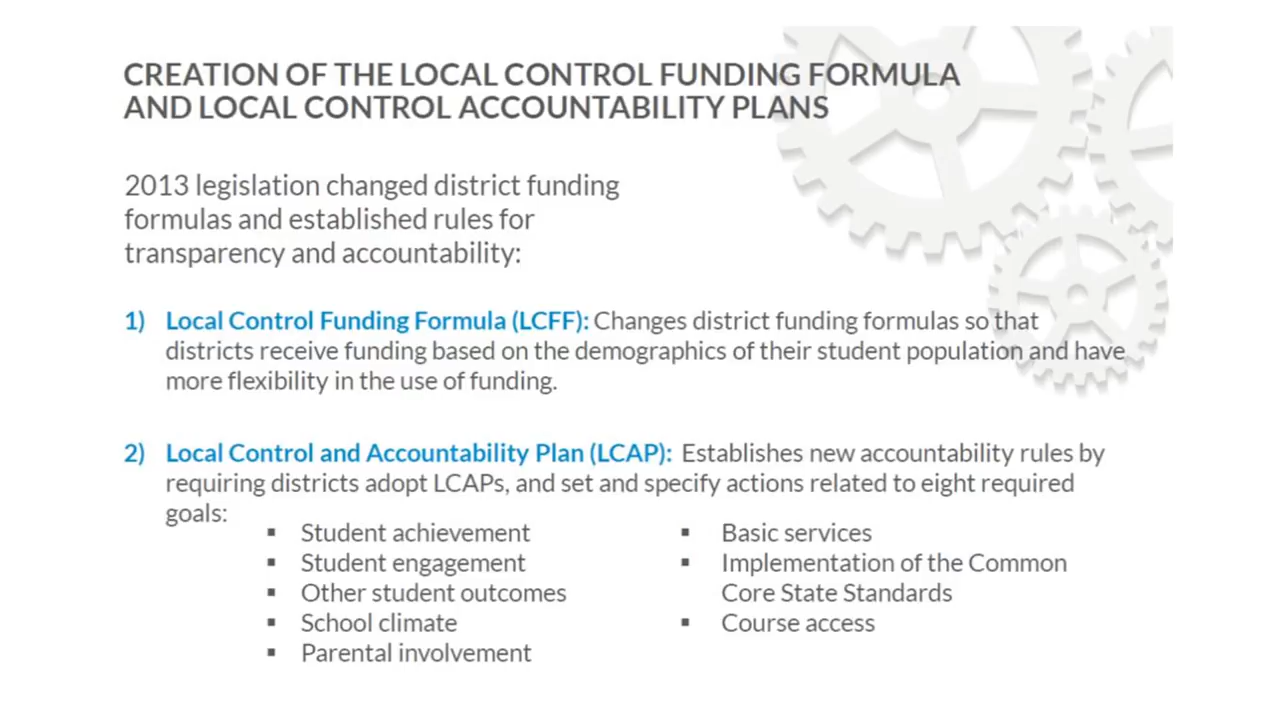 CREATION OF THE LOCAL CONTROL FUNDING FORMULA
AND LOCAL CONTROL ACCOUNTABILITY PLANS
2013 legislation changed district funding
formulas and established rules for
transparency and accountability:
1) Local Control Funding Formula (LCFF): Changes district funding formulas so that
districts receive funding based on the demographics of their student population and have
more flexibility in the use of funding.
2) Local Control and Accountability Plan (LCAP): Establishes new accountability rules by
requiring districts adopt LCAPs, and set and specify actions related to eight required
goals:
▪ Student achievement
▪ Student engagement
▪ Other student outcomes
▪ School climate
▪ Parental involvement
▪ Basic services
▪ Implementation of the Common
Core State Standards
▪ Course access